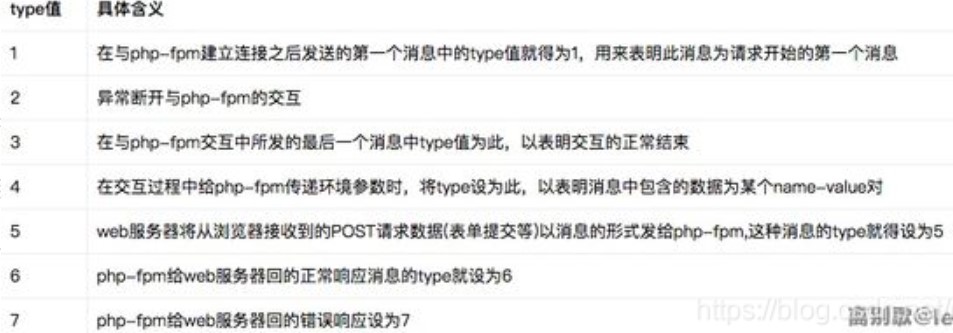 type值 具体含义
1 在与php-fpm建立连接之后发送的第一个消息中的type值就得为1，用来表明此消息为请求开始的第一个消息
2 异常断开与php-fpm的交互
3 在与php-fpm交互中所发的最后一个消息中type值为此，以表明交互的正常结束
4 在交互过程中给php-fpm传递环境参数时，将type设为此，以表明消息中包含的数据为某个name-value对
5 web服务器将从浏览器接收到的POST请求数据(表单提交等)以消息的形式发给php-fpm,这种消息的type就得设为5
6 php-fpm给web服务器回的正常响应消息的type就设为6
7 php-fpm给web服务器回的错误响应设为7
https://blog.
离别歌@le